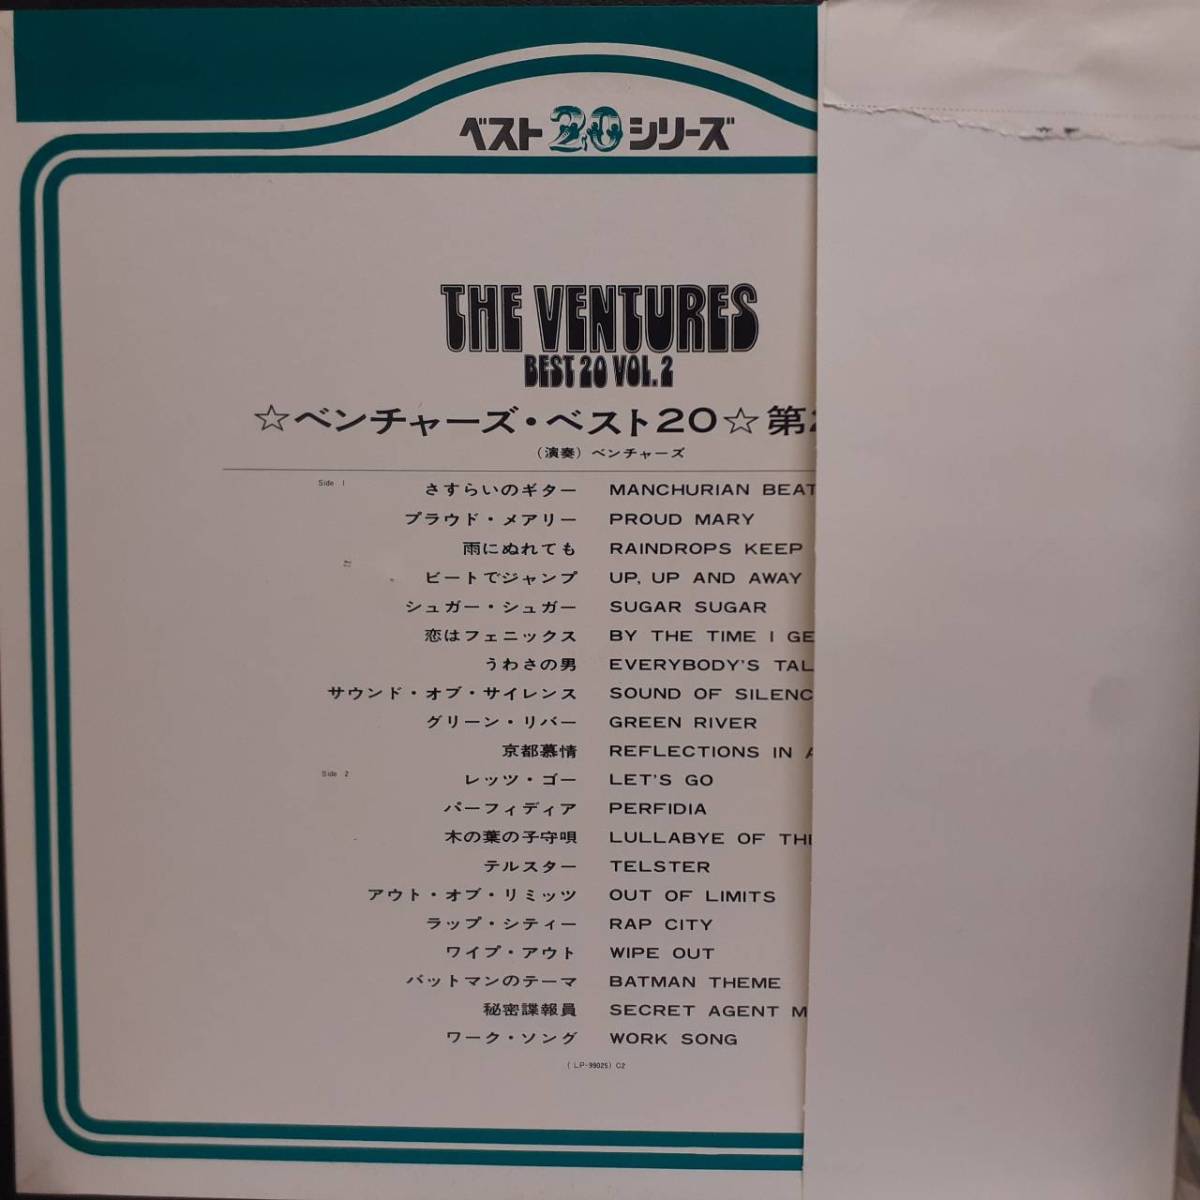 ベスト20シリーズ
THE VENTURES
BEST 20 VOL.2
☆ベンチャーズ・ベスト20☆第
(演奏) ベンチャーズ
Side 1
さすらいのギター MANCHURIAN BEAT
プラウド・メアリー PROUD MARY
雨にぬれても RAINDROPS KEEP
ビートでジャンプ UP, UP AND AWAY
シュガー・シュガー SUGAR SUGAR
恋はフェニックス BY THE TIME I GE
うわさの男 EVERYBODY'S TAL
サウンド・オブ・サイレンス SOUND OF SILENC
グリーン・リバー GREEN RIVER
京都慕情 REFLECTIONS IN A
Side 2
レッツ・ゴー LET'S GO
パーフィディア PERFIDIA
木の葉の子守唄 LULLABYE OF THE
テルスター TELSTER
アウト・オブ・リミッツ OUT OF LIMITS
ラップ・シティー RAP CITY
ワイプ・アウト WIPE OUT
バットマンのテーマ BATMAN THEME
秘密諜報員 SECRET AGENT M
ワーク・ソング WORK SONG
(LP-99025) C2